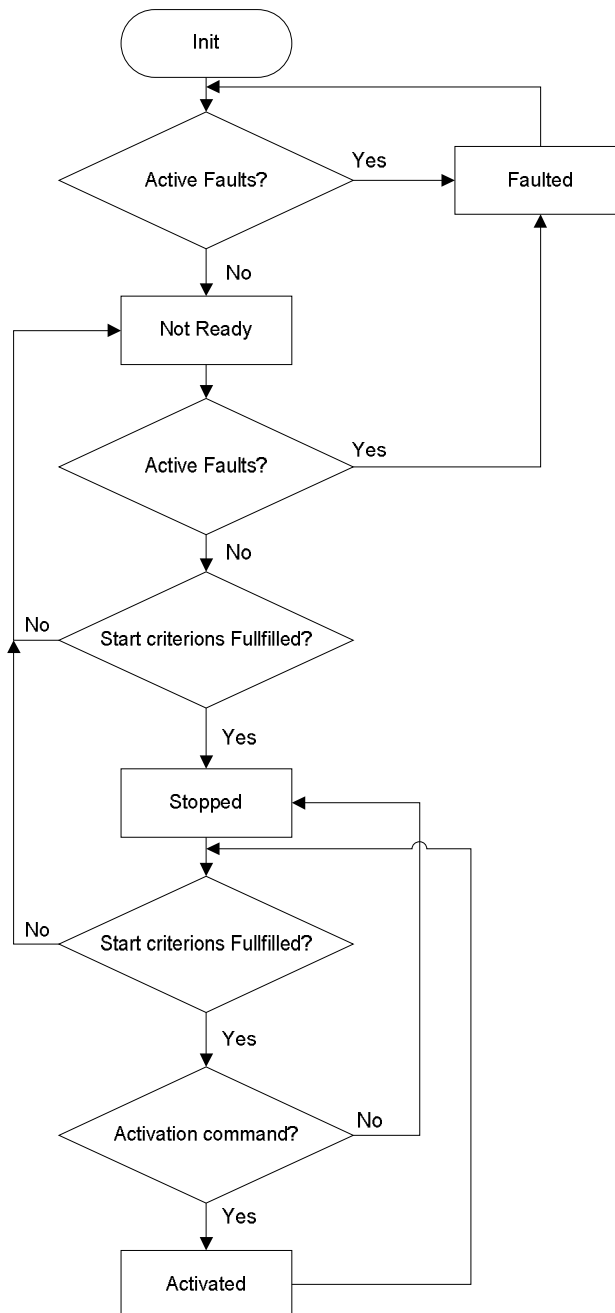 Init
Active Faults?
Yes
Faulted
No
Not Ready
Active Faults?
Yes
No
No
Start criterions Fullfilled?
Yes
Stopped
No
Start criterions Fullfilled?
Yes
Activation command?
No
Yes
Activated